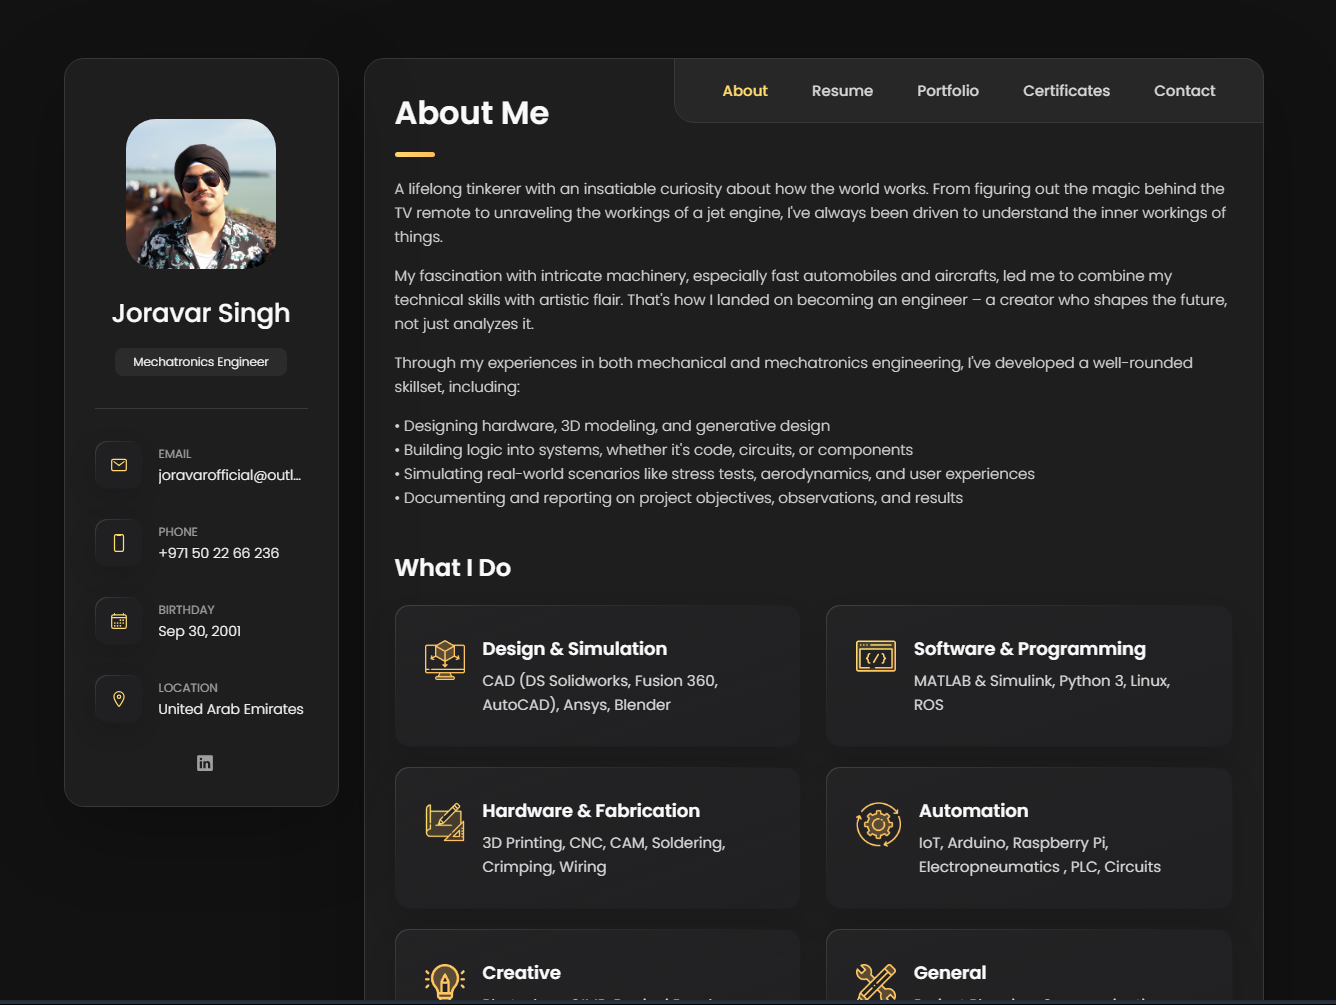 About
Resume
Portfolio
Certificates
Contact
Joravar Singh
Mechatronics Engineer
EMAIL
joravarofficial@outl...
PHONE
+971 50 22 66 236
BIRTHDAY
Sep 30, 2001
LOCATION
United Arab Emirates
in
About Me
A lifelong tinkerer with an insatiable curiosity about how the world works. From figuring out the magic behind the
TV remote to unraveling the workings of a jet engine, I've always been driven to understand the inner workings of
things.
My fascination with intricate machinery, especially fast automobiles and aircrafts, led me to combine my
technical skills with artistic flair. That's how I landed on becoming an engineer – a creator who shapes the future,
not just analyzes it.
Through my experiences in both mechanical and mechatronics engineering, I've developed a well-rounded
skillset, including:
• Designing hardware, 3D modeling, and generative design
• Building logic into systems, whether it's code, circuits, or components
• Simulating real-world scenarios like stress tests, aerodynamics, and user experiences
• Documenting and reporting on project objectives, observations, and results
What I Do
Design & Simulation
CAD (DS Solidworks, Fusion 360,
AutoCAD), Ansys, Blender
Software & Programming
MATLAB & Simulink, Python 3, Linux,
ROS
Hardware & Fabrication
3D Printing, CNC, CAM, Soldering,
Crimping, Wiring
Automation
IoT, Arduino, Raspberry Pi,
Electropneumatics , PLC, Circuits
Creative
General